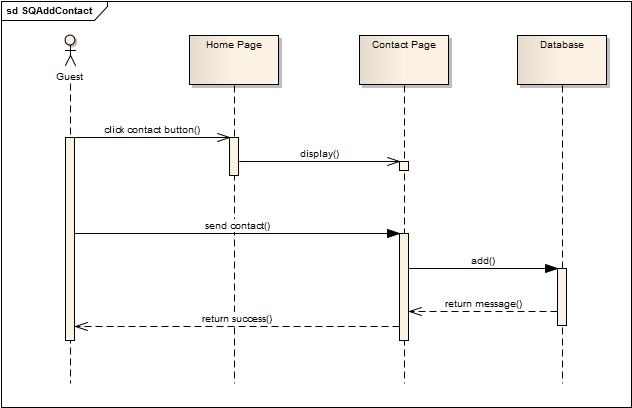 sd SQAddContact
Home Page
Contact Page
Database
Guest
click contact button()
display()
send contact()
add()
return message()
return success()